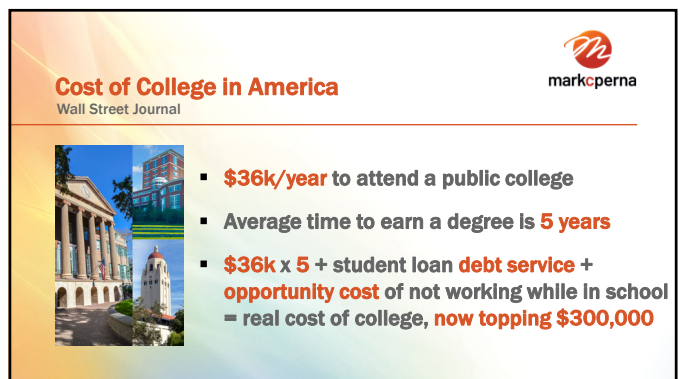 markcperna
Cost of College in America
Wall Street Journal
$36k/year to attend a public college
Average time to earn a degree is 5 years
$36k x 5 + student loan debt service +
opportunity cost of not working while in school
= real cost of college, now topping $300,000